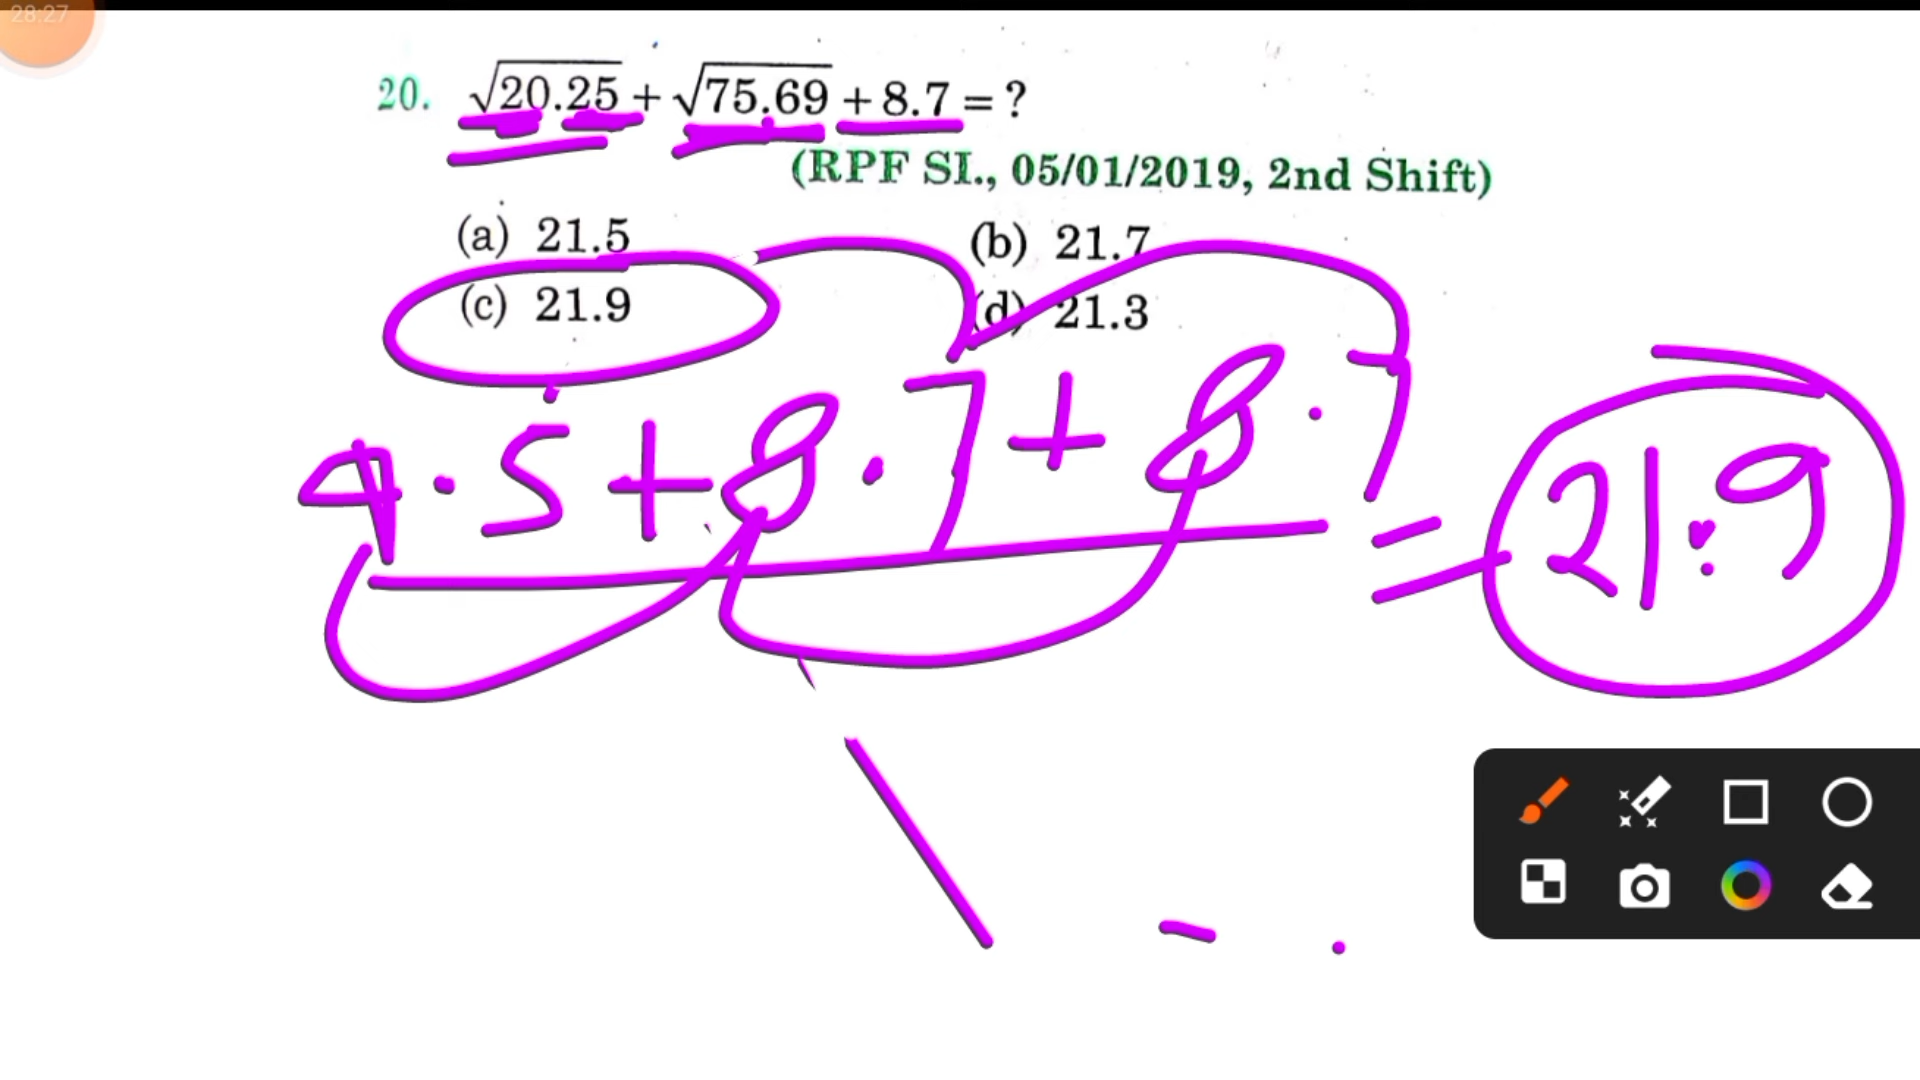 28:27
20. √20.25 + √75.69 + 8.7 = ?
(RPF SI., 05/01/2019, 2nd Shift)
(a) 21.5 (b) 21.7
(c) 21.9 (d) 21.3
4.5+8.7+8.7 = 21.9